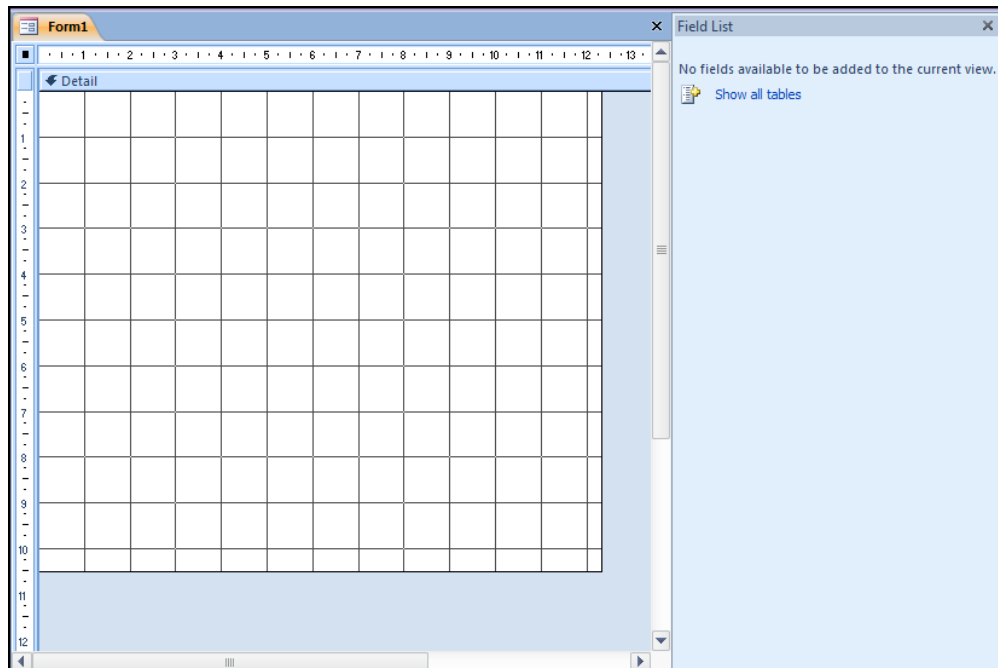 Form1
Field List
1 2 3 4 5 6 7 8 9 10 11 12 13
Detail
No fields available to be added to the current view.
Show all tables
1
2
3
4
5
6
7
8
9
10
11
12